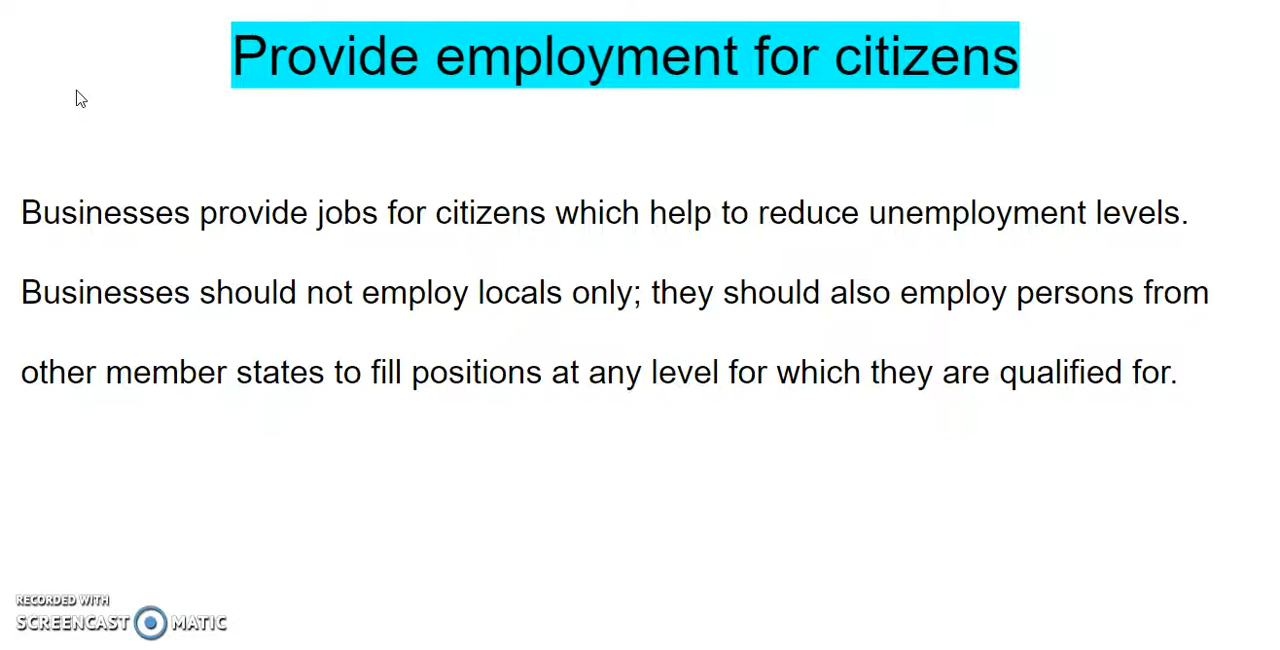 Provide employment for citizens
Businesses provide jobs for citizens which help to reduce unemployment levels.
Businesses should not employ locals only; they should also employ persons from
other member states to fill positions at any level for which they are qualified for.
RECORDED WITH
SCREENCAST MATIC